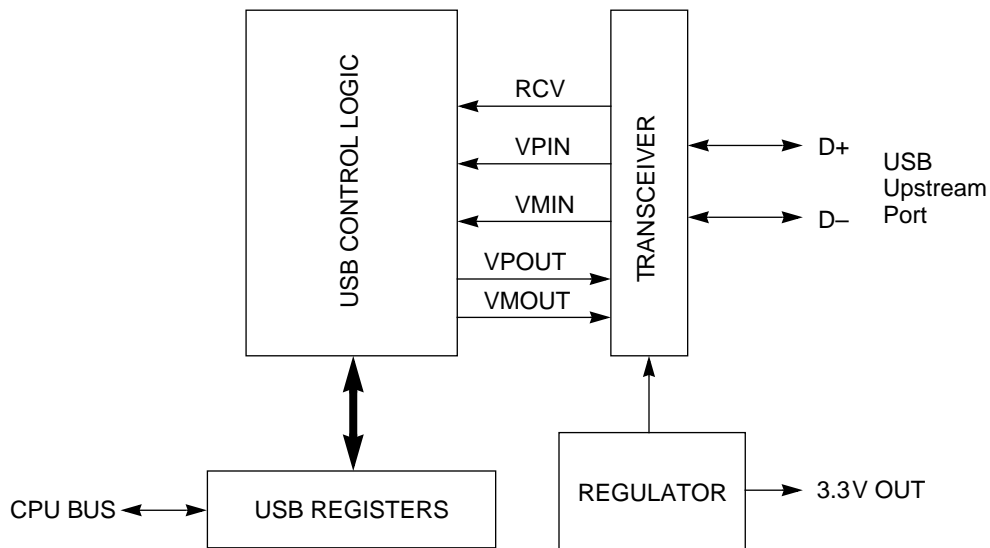 USB CONTROL LOGIC
RCV
VPIN
VMIN
VPOUT
VMOUT
TRANSCEIVER
D+
D–
USB
Upstream
Port
CPU BUS
USB REGISTERS
REGULATOR
3.3V OUT